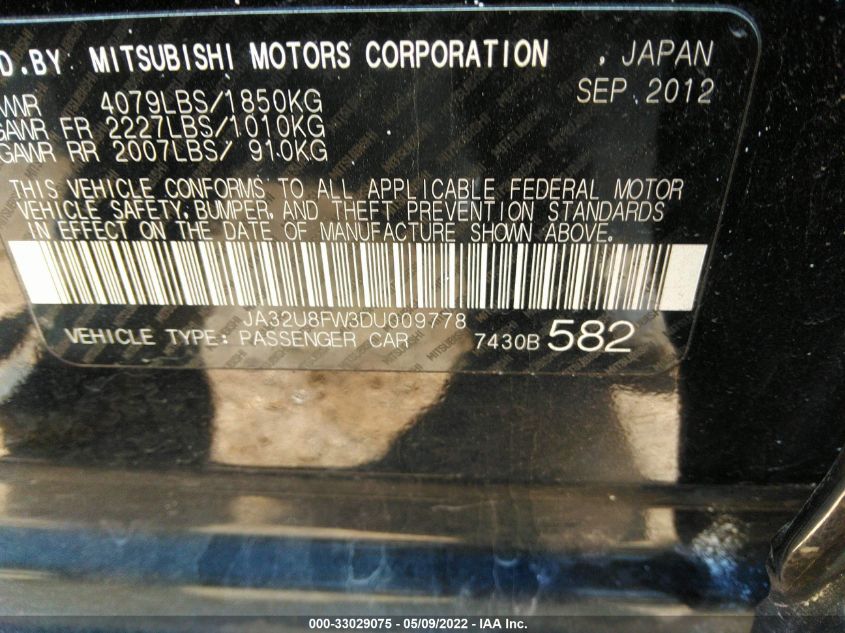 D.BY MITSUBISHI MOTORS CORPORATION , JAPAN
SEP.2012
WR 4079LBS/1850KG
GAWR FR 2227LBS/1010KG
GAWR RR 2007LBS/ 910KG
THIS VEHICLE CONFORMS TO ALL APPLICABLE FEDERAL MOTOR
VEHICLE SAFETY,BUMPER,AND THEFT PREVENTION STANDARDS
IN EFFECT ON THE DATE OF MANUFACTURE SHOWN ABOVE.
JA32U8FW3DU009778
VEHICLE TYPE: PASSENGER CAR 7430B 582
000-33029075 - 05/09/2022 - IAA Inc.